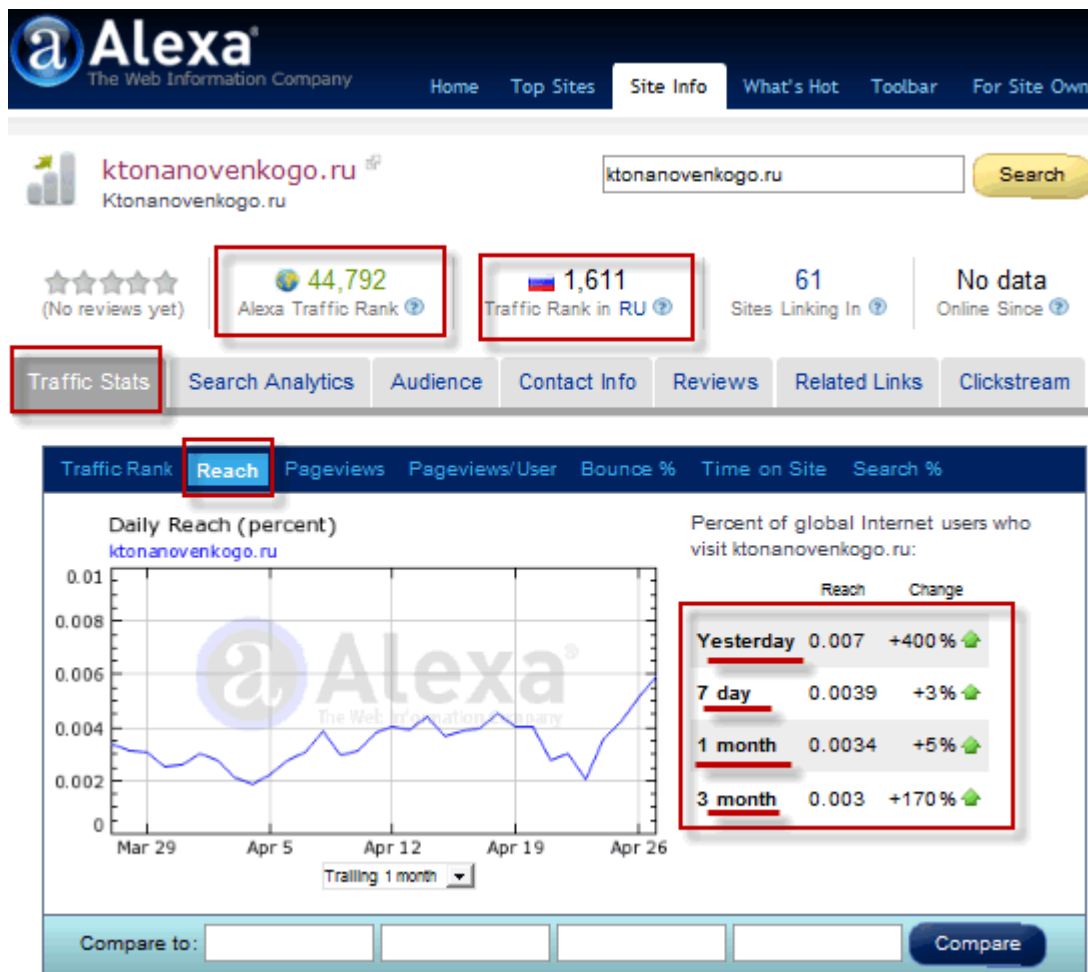 Alexa®
The Web Information Company
Home Top Sites Site Info What's Hot Toolbar For Site Own
ktonanovenkogo.ru
Ktonanovenkogo.ru
ktonanovenkogo.ru Search
(No reviews yet)
44,792
Alexa Traffic Rank ?
1,611
Traffic Rank in RU ?
61
Sites Linking In ?
No data
Online Since ?
Traffic Stats Search Analytics Audience Contact Info Reviews Related Links Clickstream
Traffic Rank Reach Pageviews Pageviews/User Bounce % Time on Site Search %
Daily Reach (percent)
ktonanovenkogo.ru
0.01
0.008
0.006
0.004
0.002
0
Mar 29 Apr 5 Apr 12 Apr 19 Apr 26
Alexa®
The Web Information Company
Trailing 1 month
Percent of global Internet users who
visit ktonanovenkogo.ru:
Reach Change
Yesterday 0.007 +400%
7 day 0.0039 +3%
1 month 0.0034 +5%
3 month 0.003 +170%
Compare to: Compare